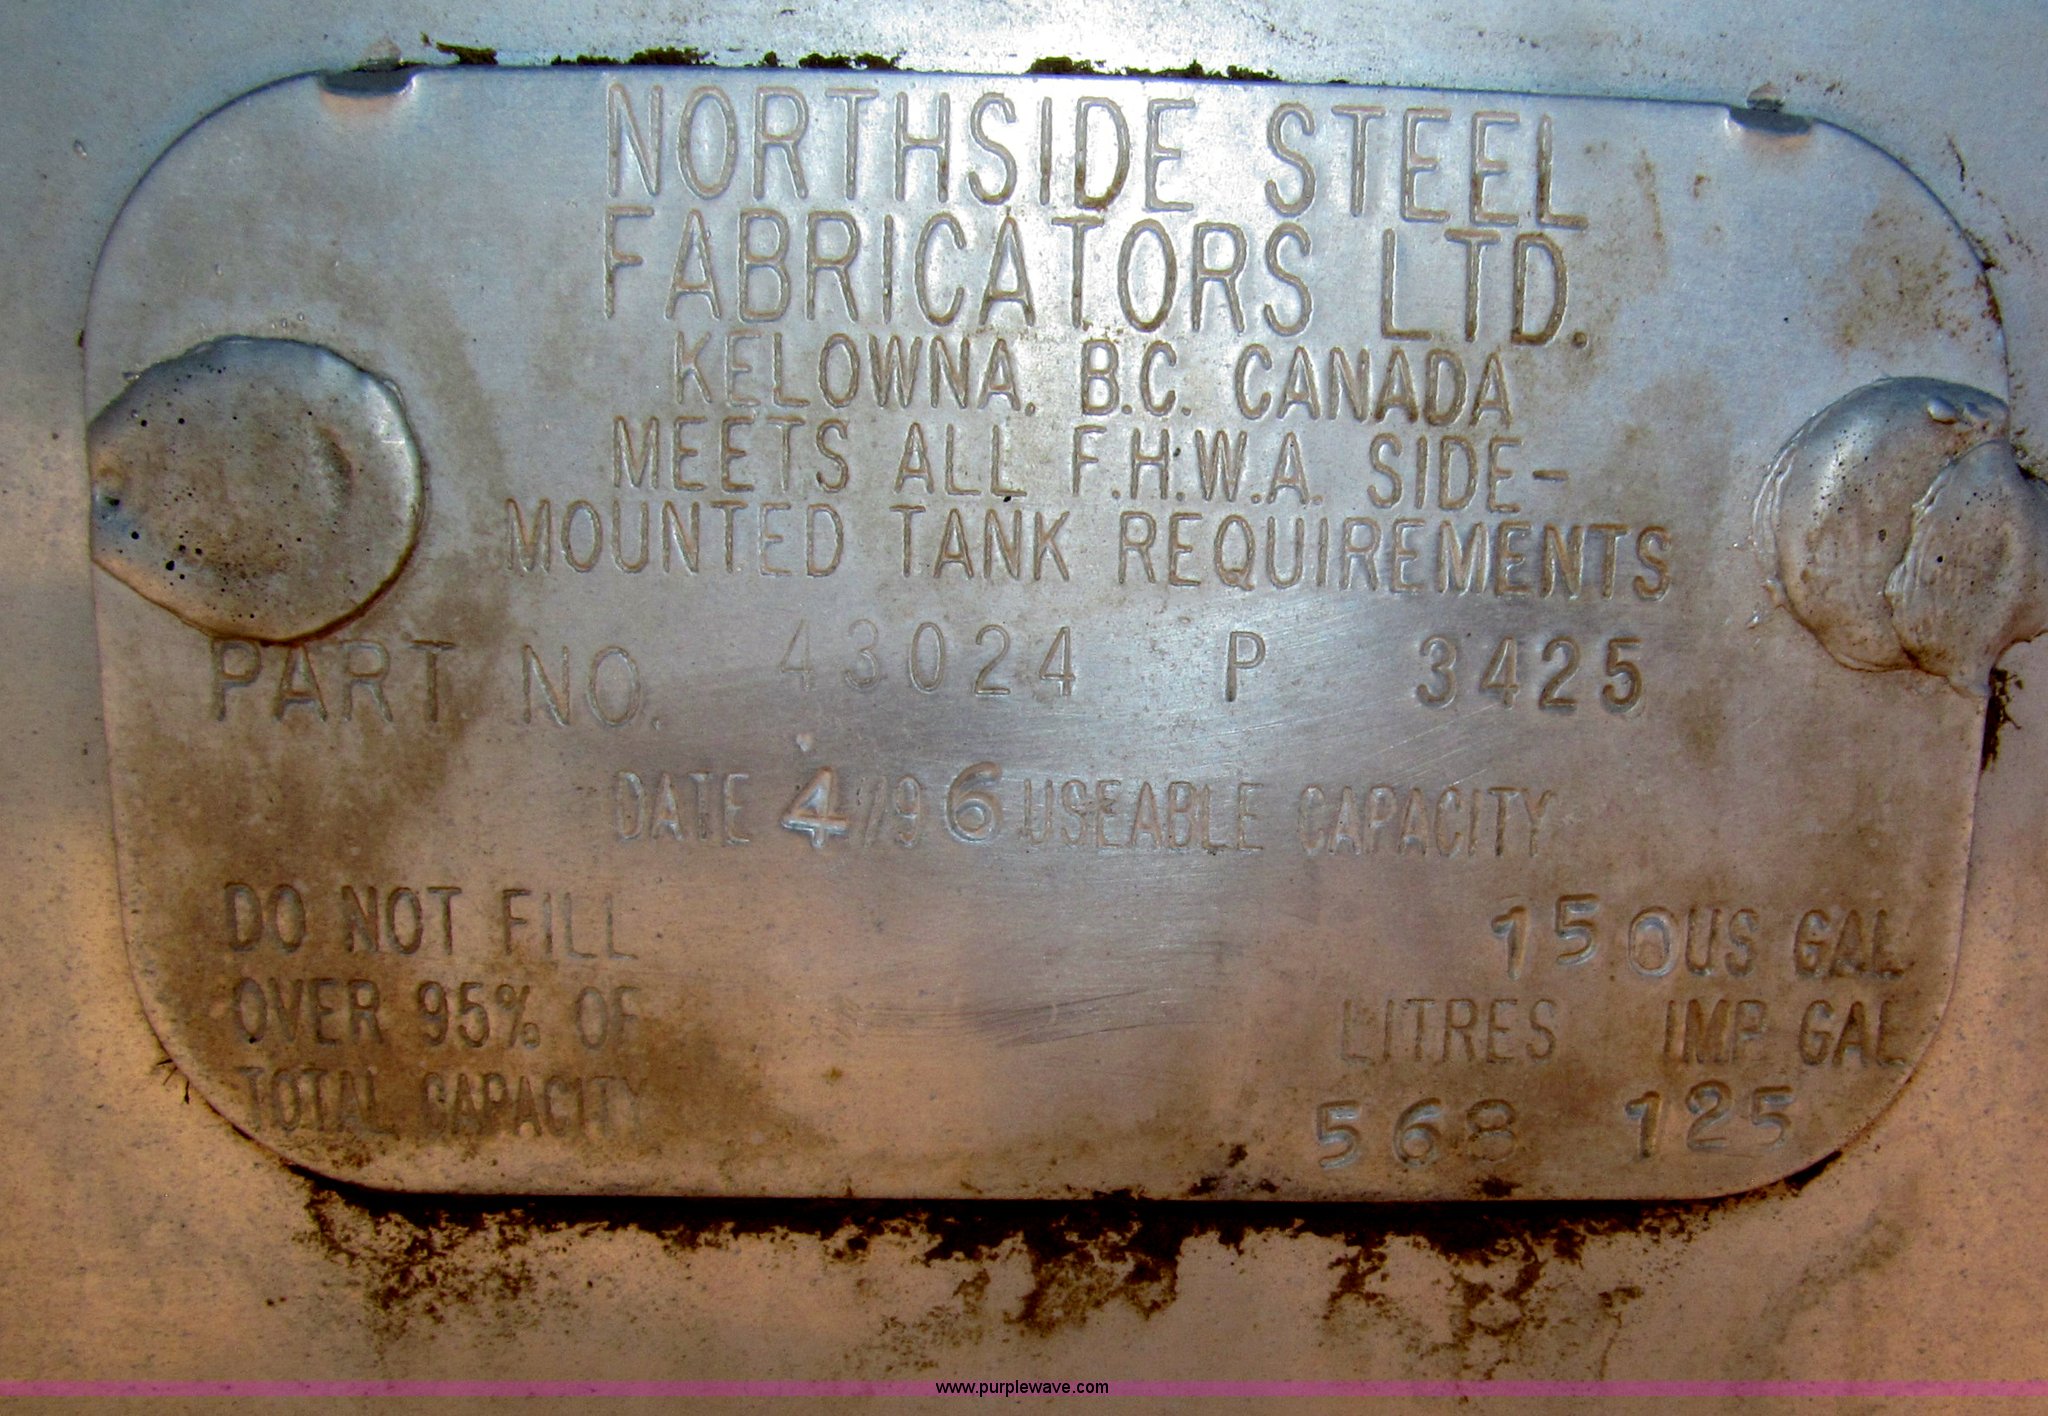 NORTHSIDE STEEL
FABRICATORS LTD.
KELOWNA. B.C. CANADA
MEETS ALL F.H.W.A. SIDE-
MOUNTED TANK REQUIREMENTS
PART NO. 43024 P 3425
DATE 4//96 USEABLE CAPACITY
DO NOT FILL
OVER 95% OF
TOTAL CAPACITY
150US GAL
LITRES IMP. GAL
568 125
www.purplewave.com